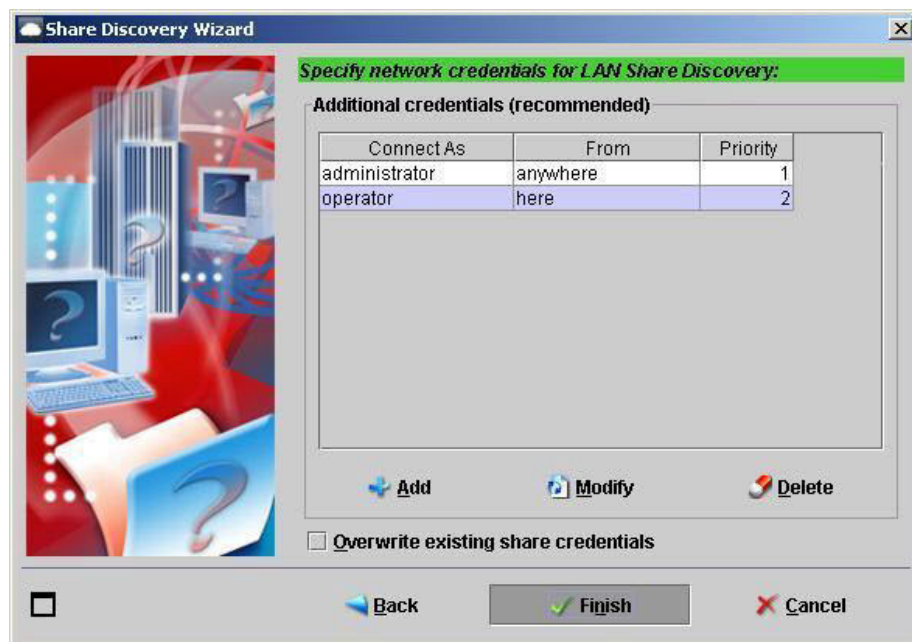 Share Discovery Wizard
Specify network credentials for LAN Share Discovery:
Additional credentials (recommended)
Connect As From Priority
administrator anywhere 1
operator here 2
Add Modify Delete
Overwrite existing share credentials
Back Finish Cancel